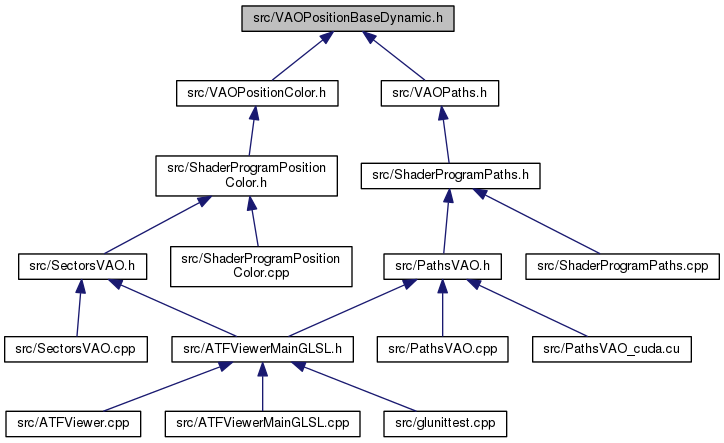 src/VAOPositionBaseDynamic.h
src/VAOPositionColor.h
src/VAOPaths.h
src/ShaderProgramPosition
Color.h
src/ShaderProgramPaths.h
src/SectorsVAO.h
src/ShaderProgramPosition
Color.cpp
src/PathsVAO.h
src/ShaderProgramPaths.cpp
src/SectorsVAO.cpp
src/ATFViewerMainGLSL.h
src/PathsVAO.cpp
src/PathsVAO_cuda.cu
src/ATFViewer.cpp
src/ATFViewerMainGLSL.cpp
src/glunittest.cpp